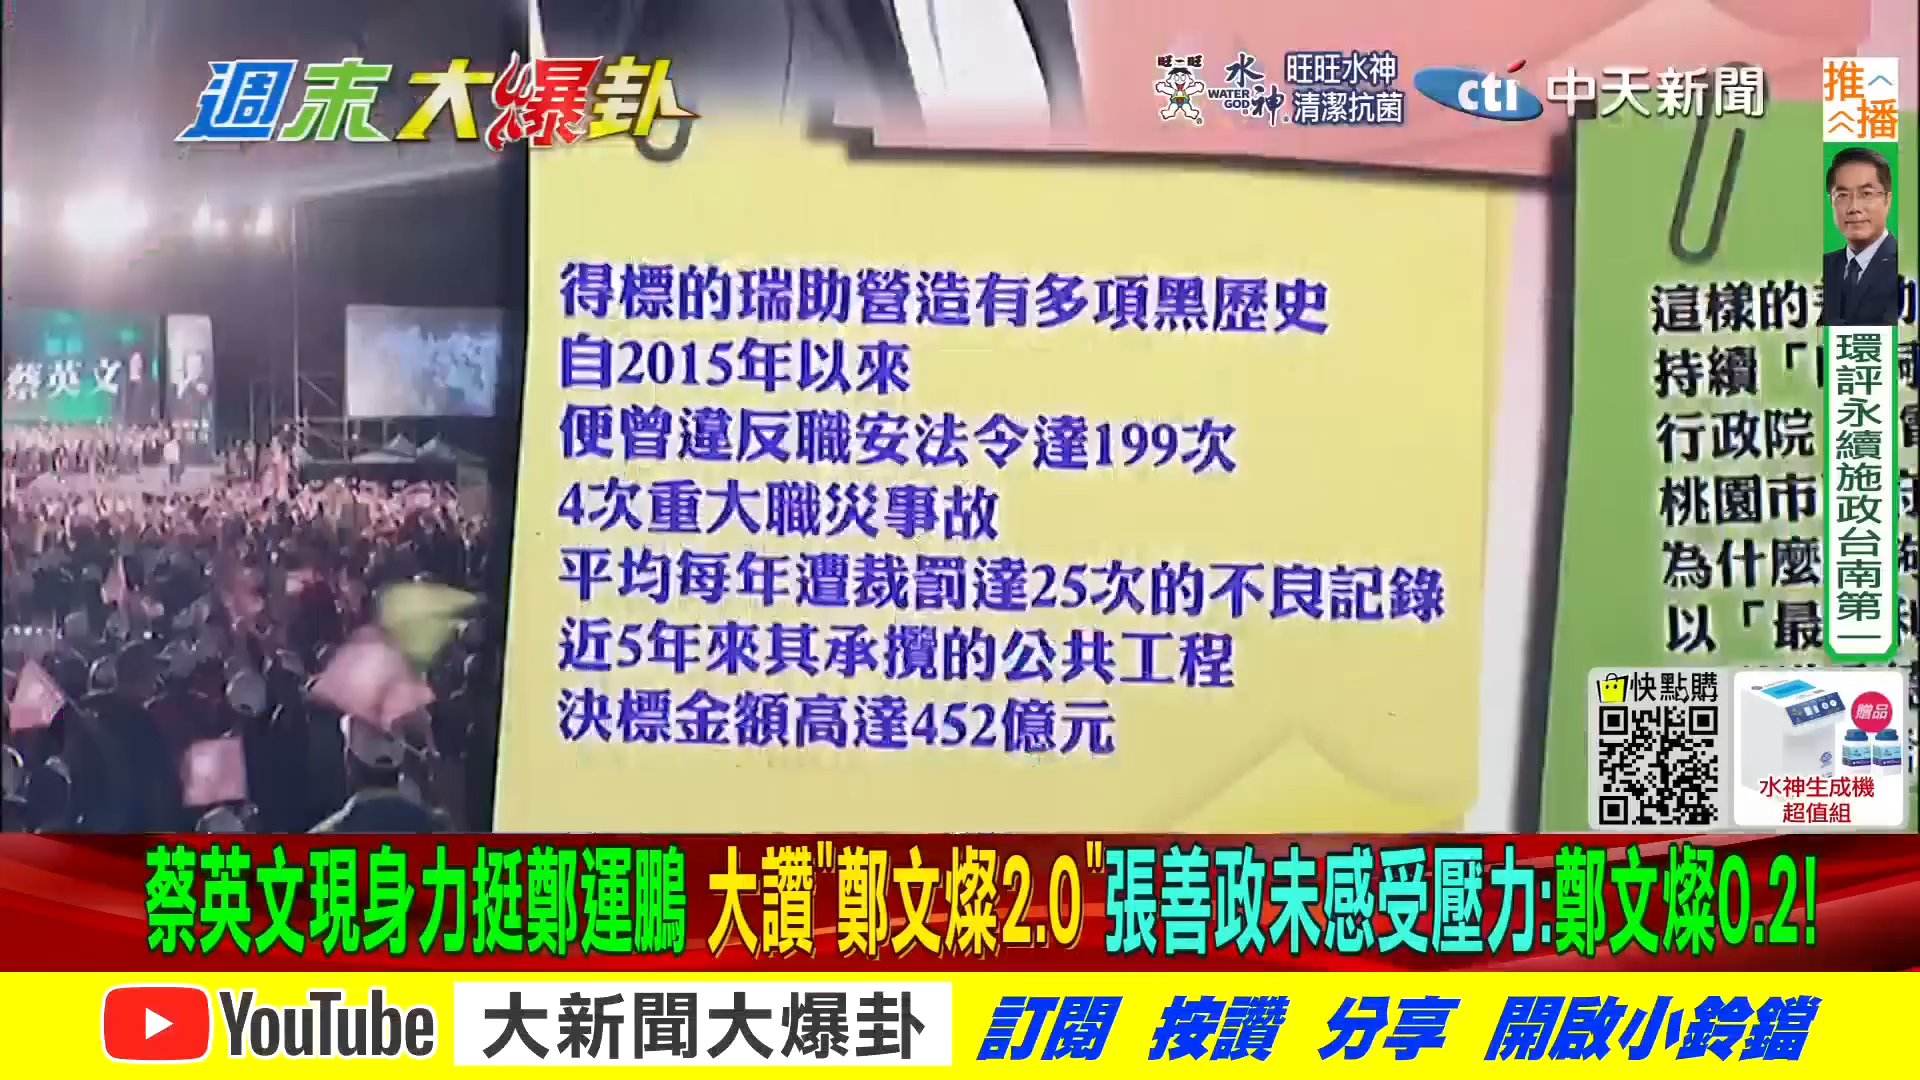 週末大爆卦
旺一旺
水神
WATER GOD
旺旺水神
清潔抗菌
cti 中天新聞
推播
得標的瑞助營造有多項黑歷史
自2015年以來
便曾違反職安法令達199次
4次重大職災事故
平均每年遭裁罰達25次的不良記錄
近5年來其承攬的公共工程
決標金額高達452億元
蔡英文
這樣的
持續「
行政院
桃園市
為什麼
以「最
環評永續施政台南第一
快點購
贈品
水神生成機
超值組
蔡英文現身力挺鄭運鵬 大讚"鄭文燦2.0"張善政未感受壓力:鄭文燦0.2!
YouTube 大新聞大爆卦 訂閱 按讚 分享 開啟小鈴鐺